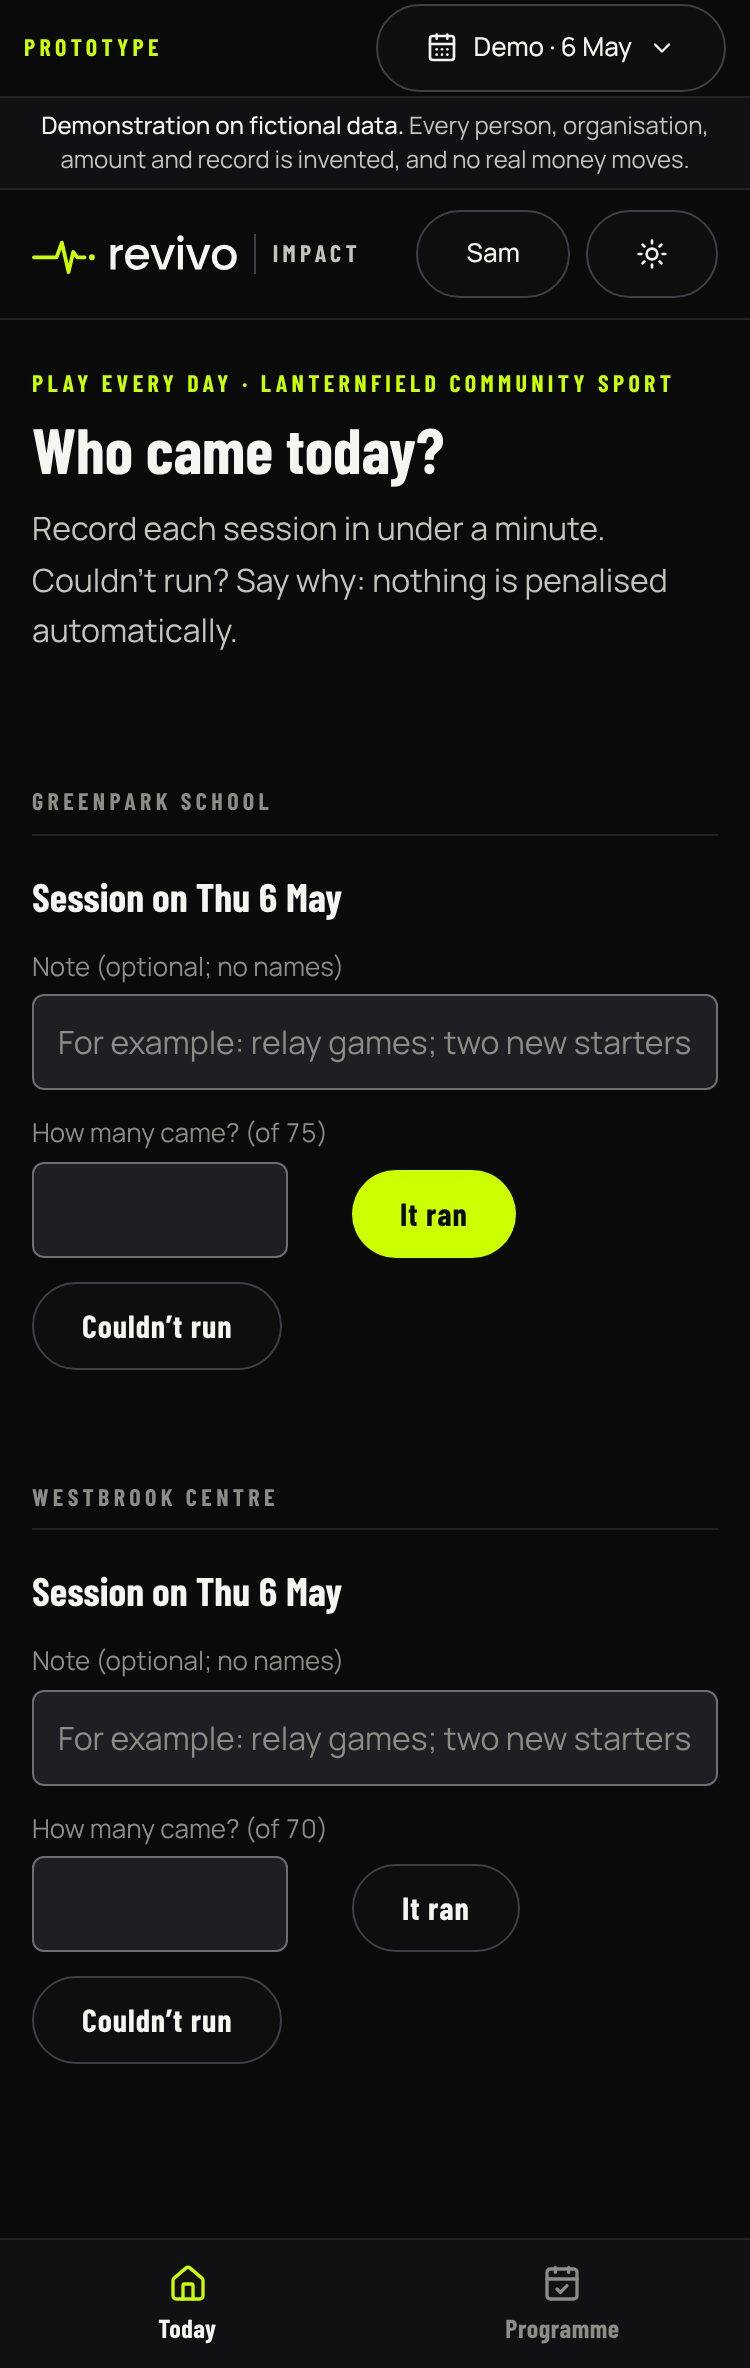 PROTOTYPE
Demo · 6 May
Demonstration on fictional data. Every person, organisation,
amount and record is invented, and no real money moves.
revivo
IMPACT
Sam
PLAY EVERY DAY · LANTERNFIELD COMMUNITY SPORT
Who came today?
Record each session in under a minute.
Couldn’t run? Say why: nothing is penalised
automatically.
GREENPARK SCHOOL
Session on Thu 6 May
Note (optional; no names)
For example: relay games; two new starters
How many came? (of 75)
It ran
Couldn’t run
WESTBROOK CENTRE
Session on Thu 6 May
Note (optional; no names)
For example: relay games; two new starters
How many came? (of 70)
It ran
Couldn’t run
Today
Programme